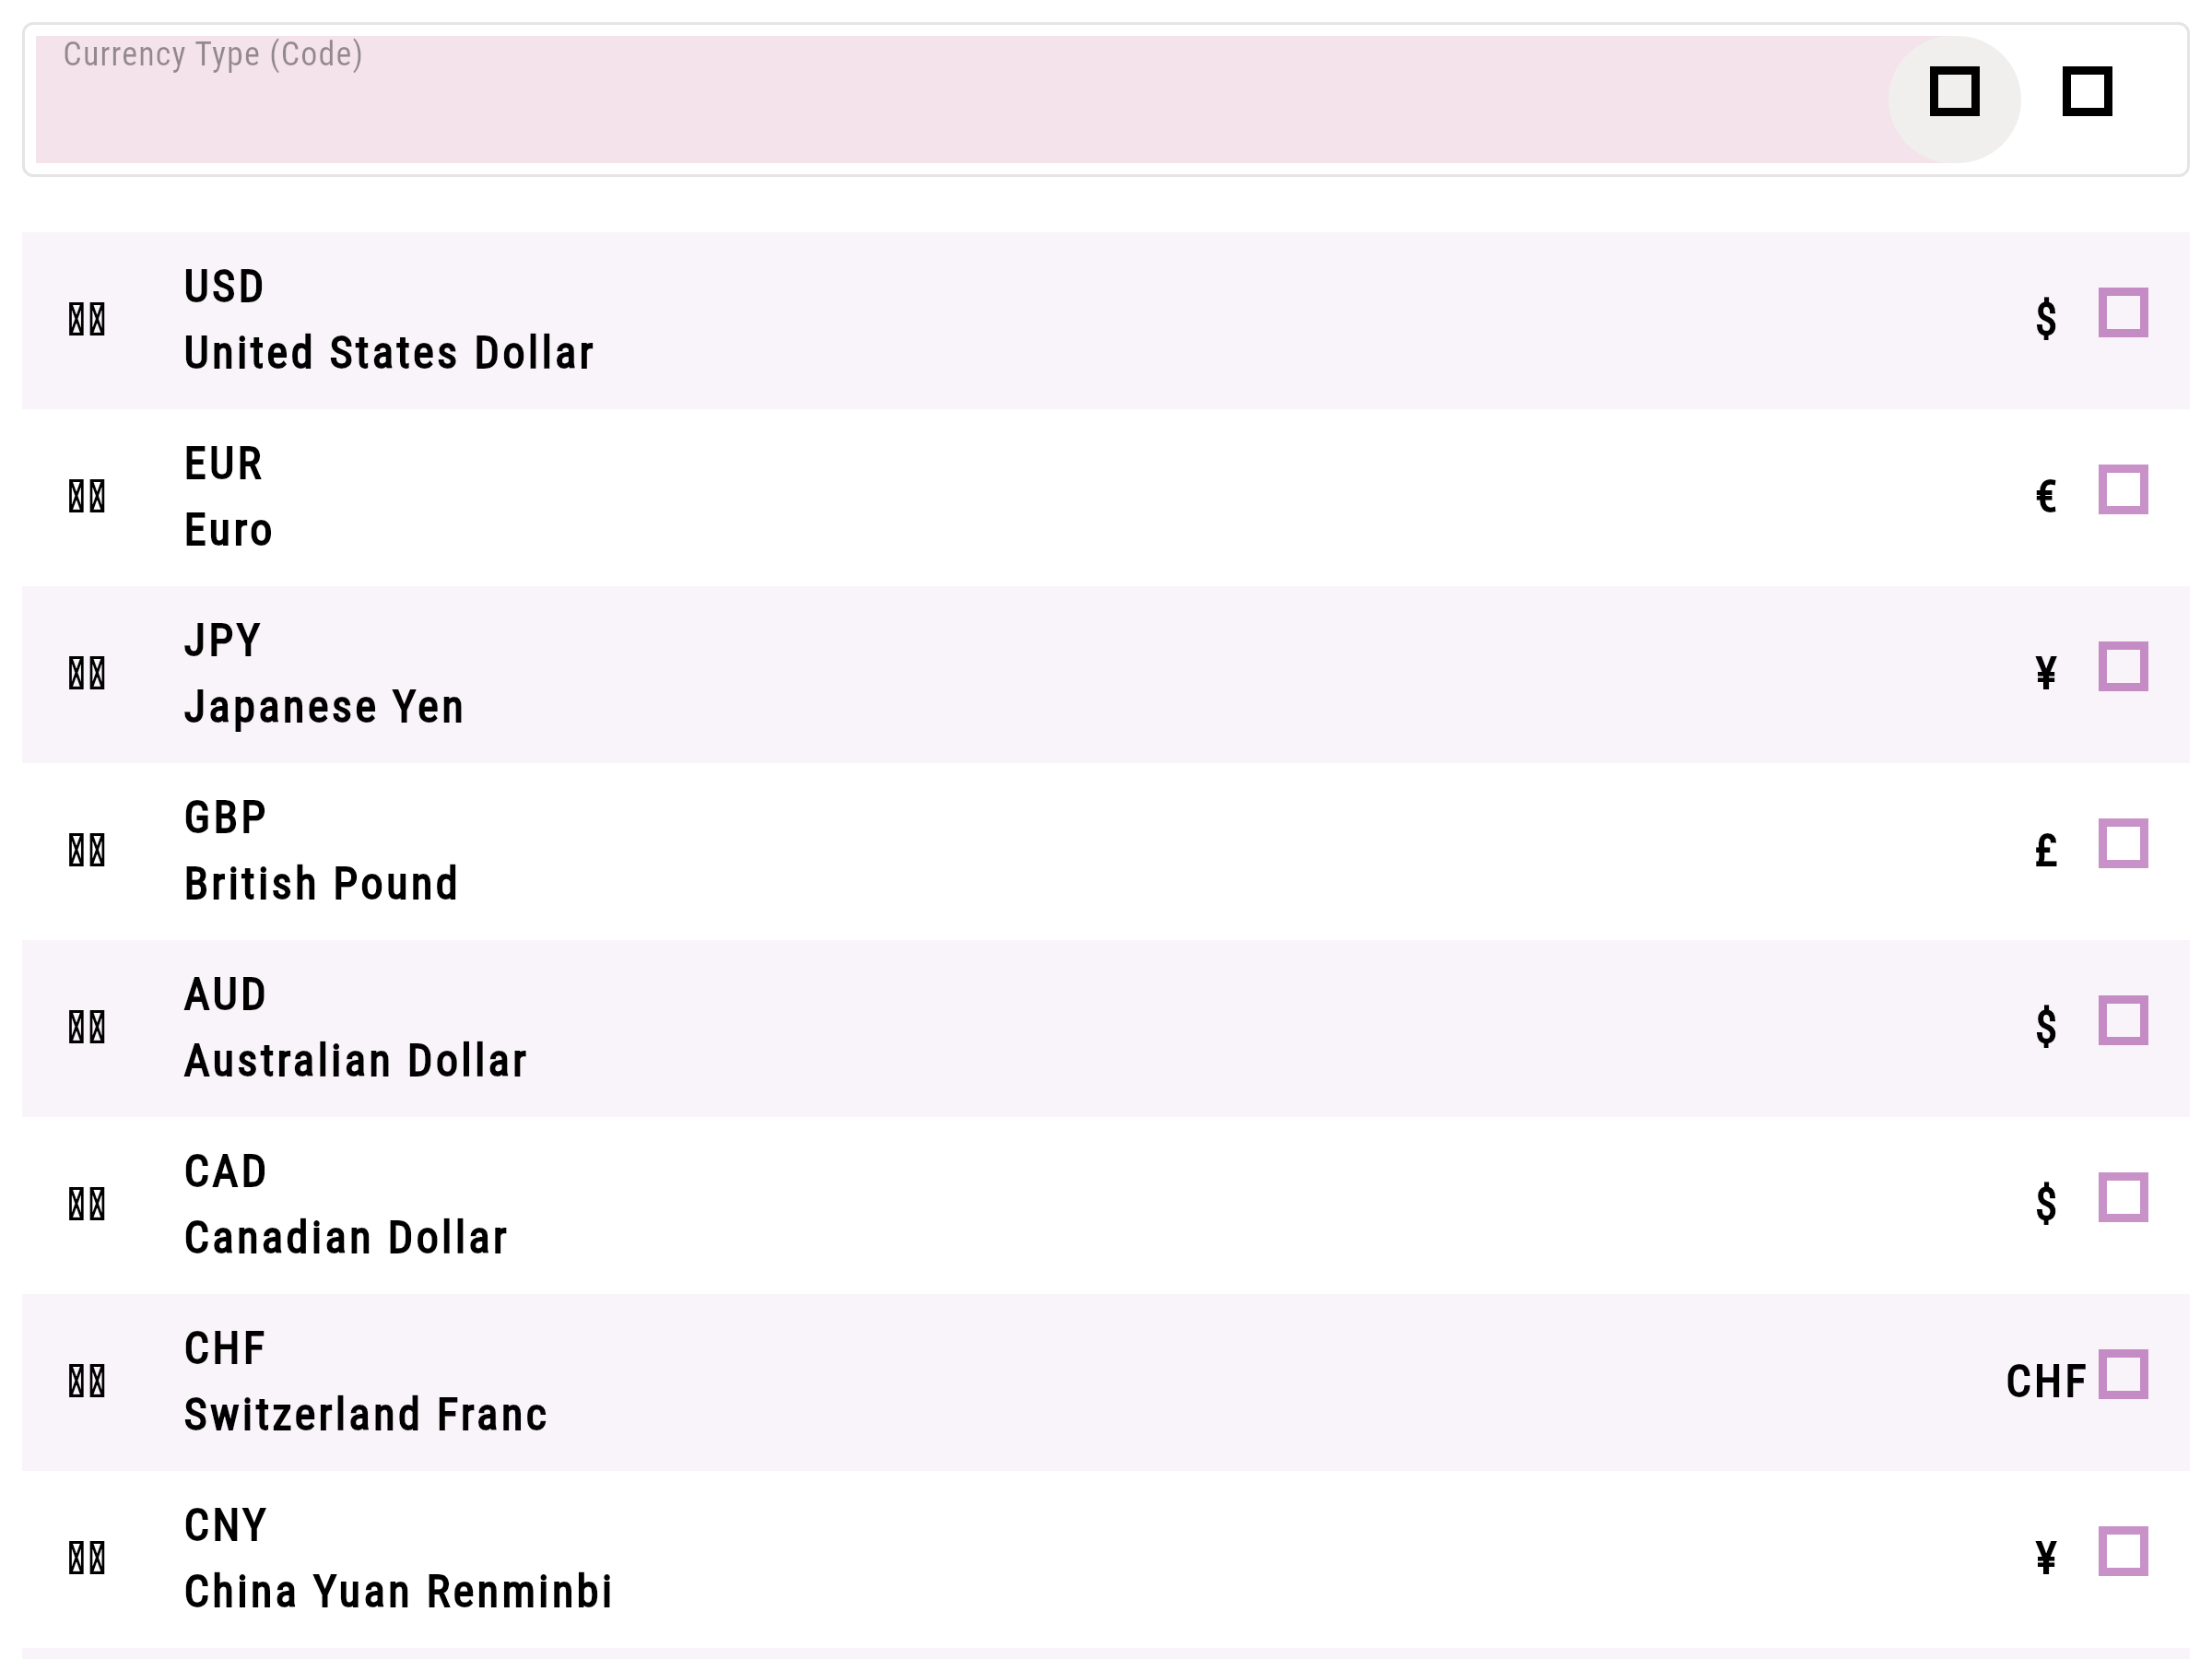 Currency Type (Code)
USD
United States Dollar
$
EUR
Euro
€
JPY
Japanese Yen
¥
GBP
British Pound
£
AUD
Australian Dollar
$
CAD
Canadian Dollar
$
CHF
Switzerland Franc
CHF
CNY
China Yuan Renminbi
¥